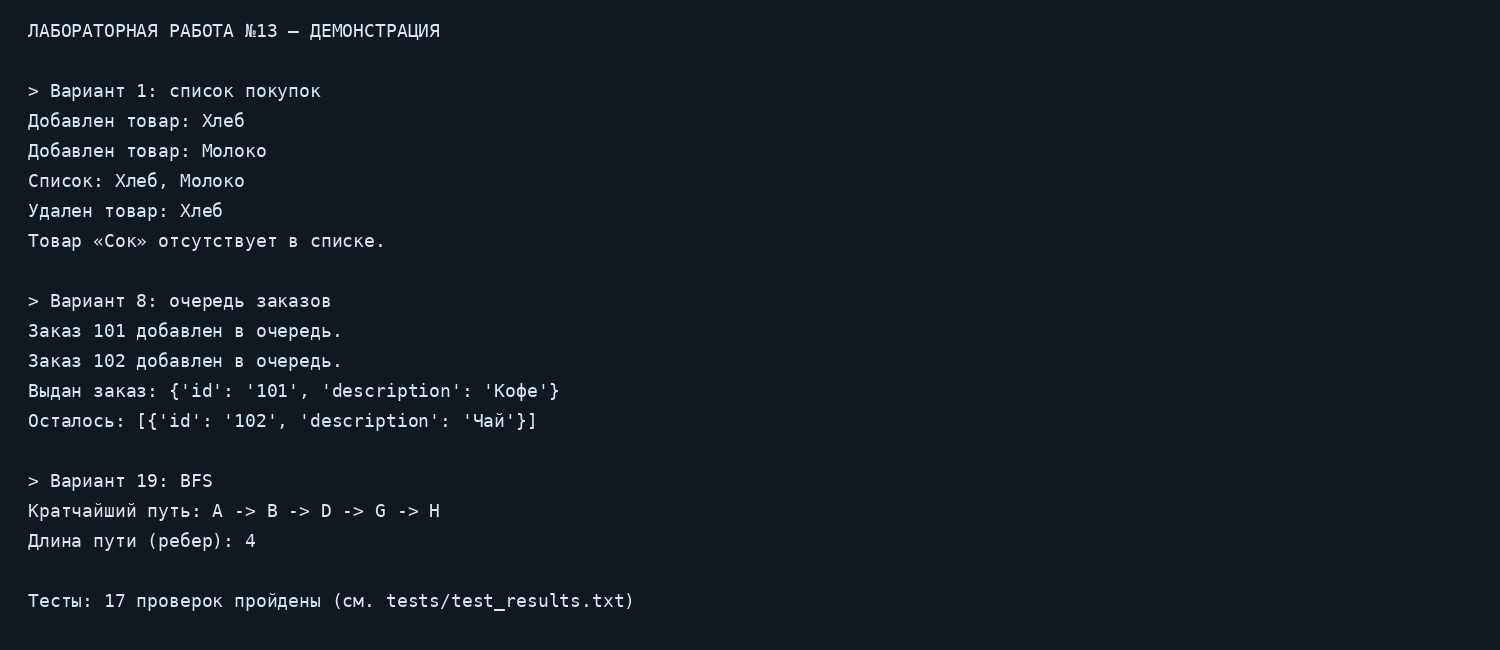 ЛАБОРАТОРНАЯ РАБОТА №13 — ДЕМОНСТРАЦИЯ
> Вариант 1: список покупок
Добавлен товар: Хлеб
Добавлен товар: Молоко
Список: Хлеб, Молоко
Удален товар: Хлеб
Товар «Сок» отсутствует в списке.
> Вариант 8: очередь заказов
Заказ 101 добавлен в очередь.
Заказ 102 добавлен в очередь.
Выдан заказ: {'id': '101', 'description': 'Кофе'}
Осталось: [{'id': '102', 'description': 'Чай'}]
> Вариант 19: BFS
Кратчайший путь: A -> B -> D -> G -> H
Длина пути (ребер): 4
Тесты: 17 проверок пройдены (см. tests/test_results.txt)